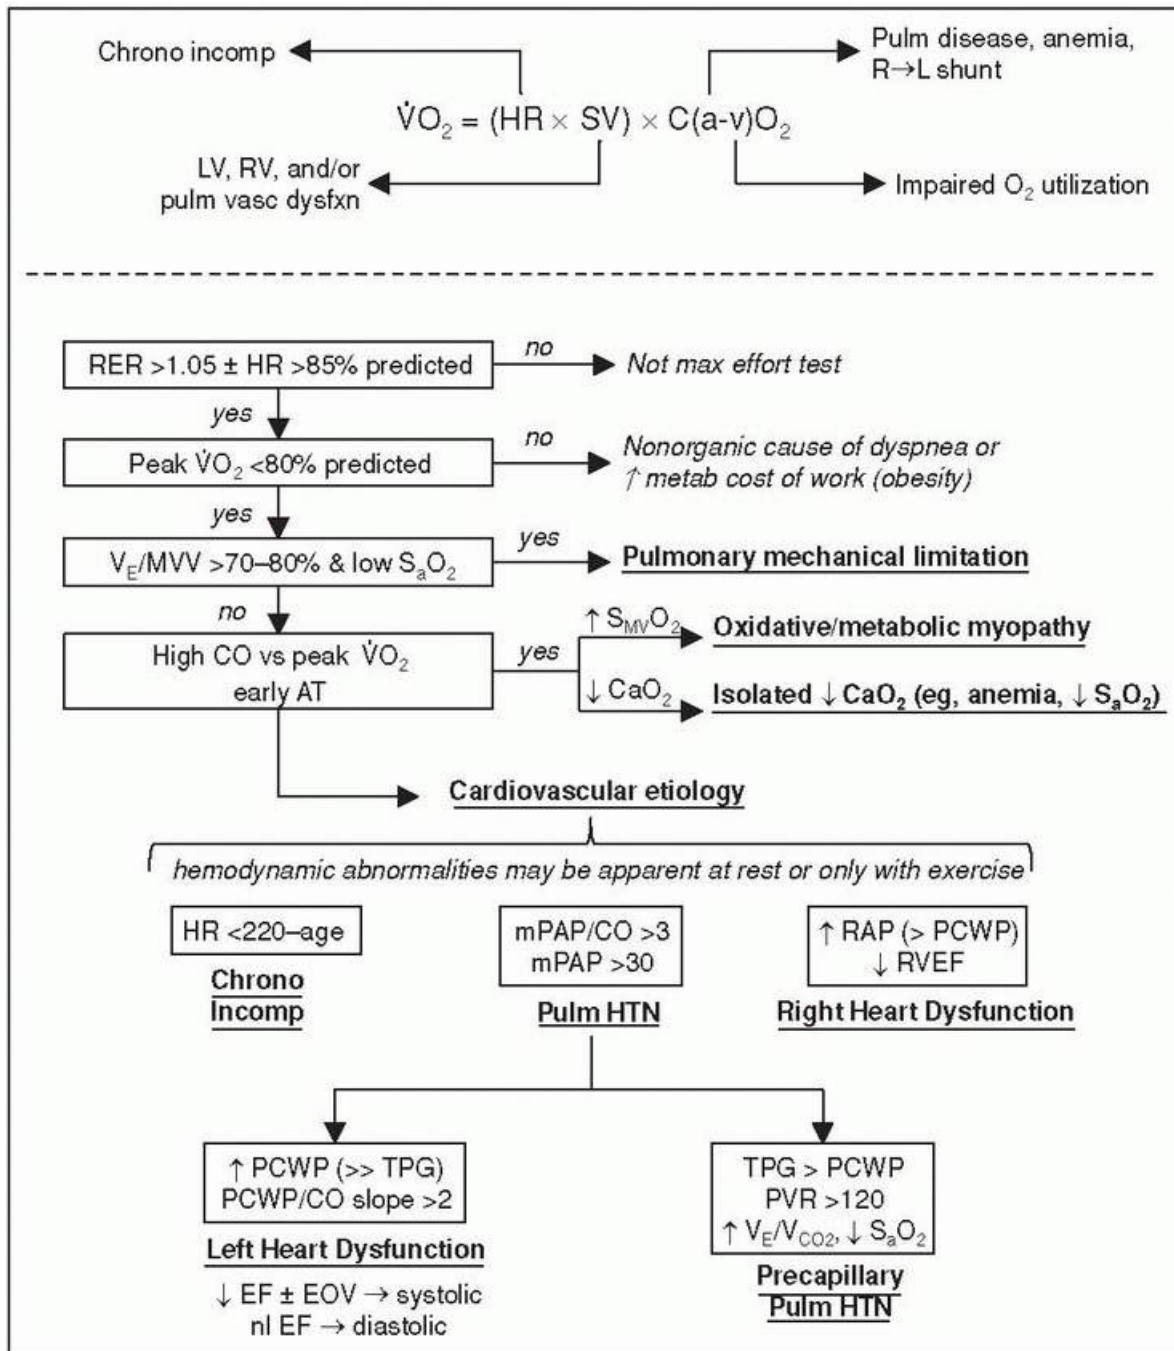 Chrono incomp
Pulm disease, anemia,
R→L shunt
V̇O₂ = (HR × SV) × C(a-v)O₂
LV, RV, and/or
pulm vasc dysfxn
Impaired O₂ utilization
RER >1.05 ± HR >85% predicted
no
Not max effort test
yes
Peak V̇O₂ <80% predicted
no
Nonorganic cause of dyspnea or
↑ metab cost of work (obesity)
yes
V_E/MVV >70–80% & low SₐO₂
yes
Pulmonary mechanical limitation
no
High CO vs peak V̇O₂
early AT
yes
↑ S_MVO₂
Oxidative/metabolic myopathy
↓ CaO₂
Isolated ↓ CaO₂ (eg, anemia, ↓ SₐO₂)
Cardiovascular etiology
hemodynamic abnormalities may be apparent at rest or only with exercise
HR <220–age
Chrono
Incomp
mPAP/CO >3
mPAP >30
Pulm HTN
↑ RAP (> PCWP)
↓ RVEF
Right Heart Dysfunction
↑ PCWP (>> TPG)
PCWP/CO slope >2
Left Heart Dysfunction
↓ EF ± EOV → systolic
nl EF → diastolic
TPG > PCWP
PVR >120
↑ V_E/V_CO2, ↓ SₐO₂
Precapillary
Pulm HTN